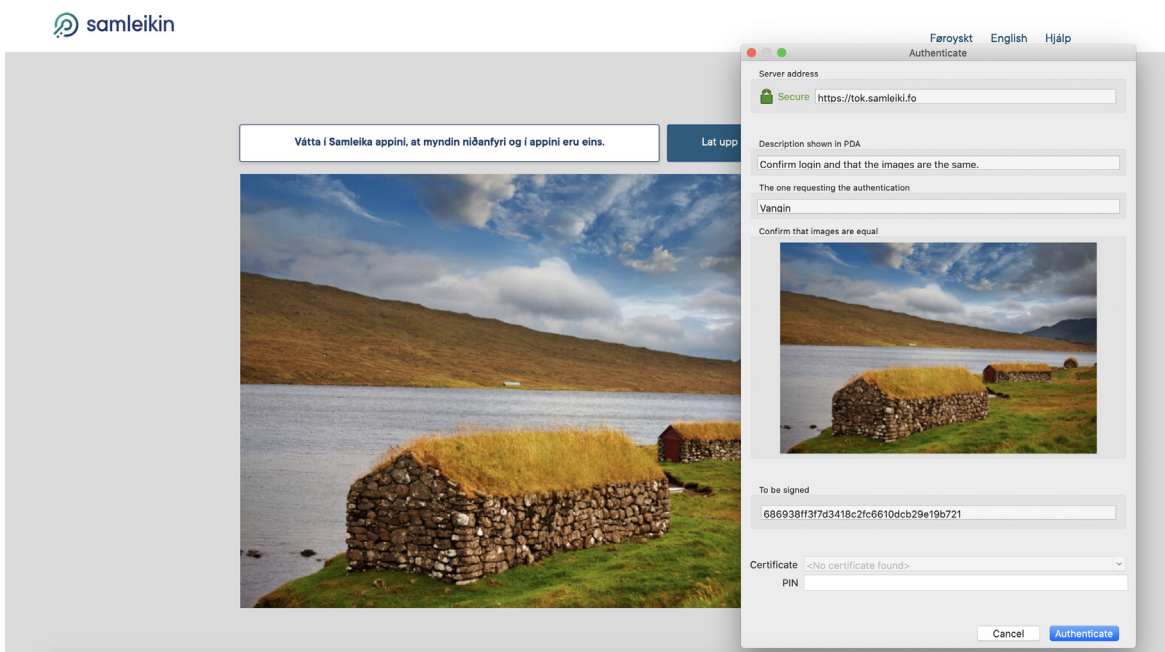 samleikin
Føroyskt English Hjálp
Vátta í Samleika appini, at myndin niðanfyri og í appini eru eins.
Lat upp
Authenticate
Server address
Secure https://tok.samleiki.fo
Description shown in PDA
Confirm login and that the images are the same.
The one requesting the authentication
Vangin
Confirm that images are equal
To be signed
686938ff3f7d3418c2fc6610dcb29e19b721
Certificate <No certificate found>
PIN
Cancel Authenticate